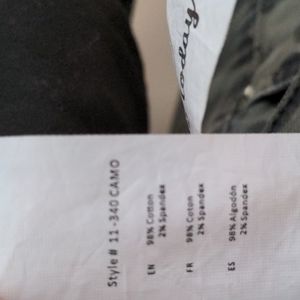 today
Style# 11-340 CAMO
EN 98% Cotton
2% Spandex
FR 98% Coton
2% Spandex
ES 98% Algodón
2% Spandex